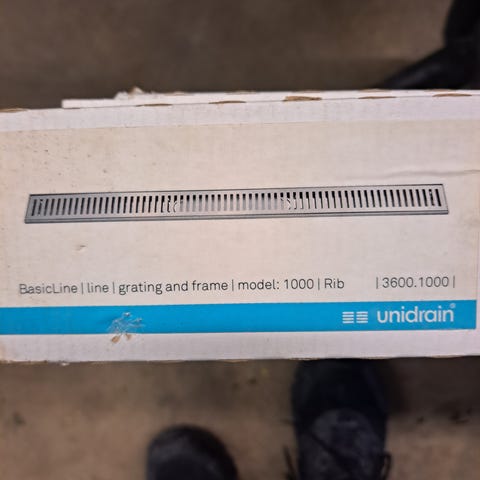 BasicLine | line | grating and frame | model: 1000 | Rib | 3600.1000 |
unidrain®